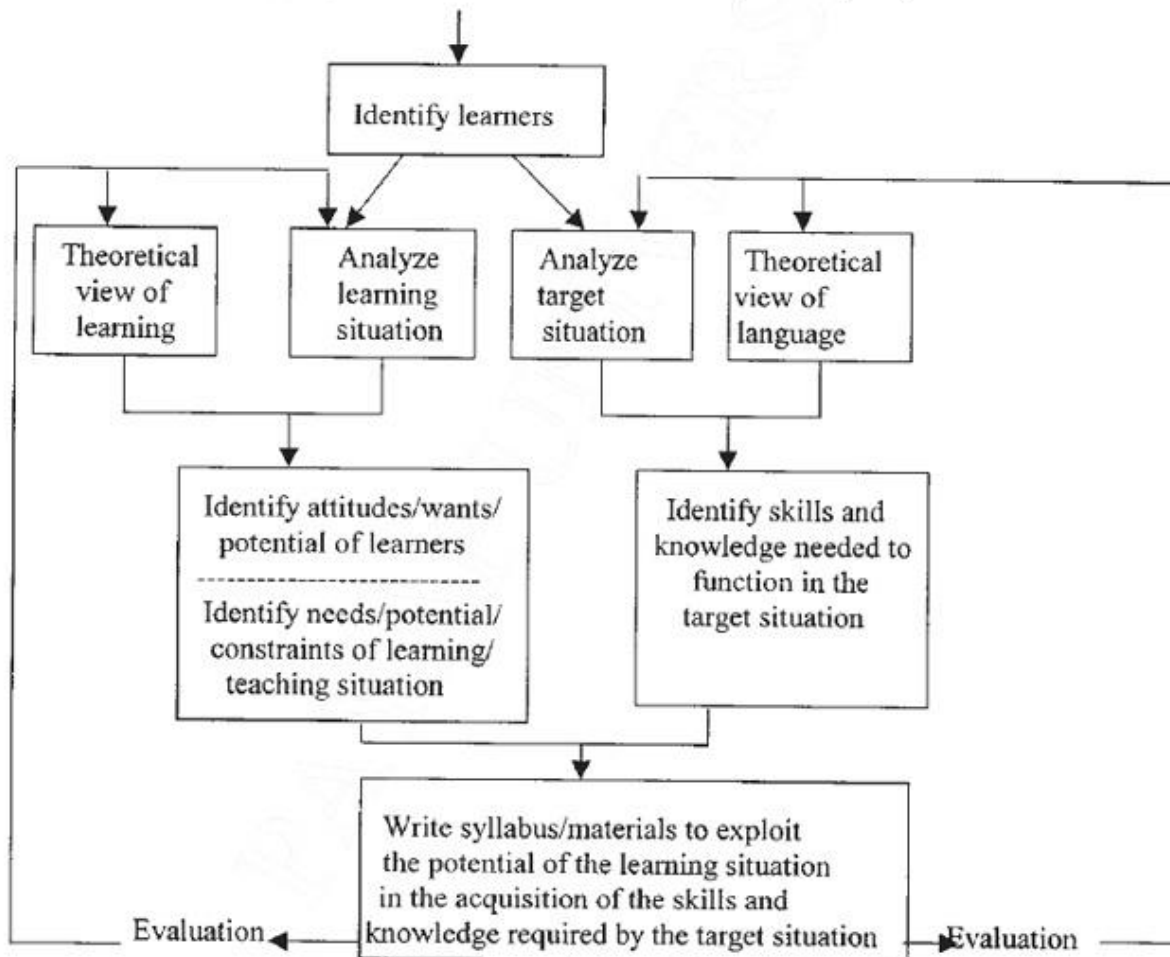 Identify learners
Theoretical
view of
learning
Analyze
learning
situation
Analyze
target
situation
Theoretical
view of
language
Identify attitudes/wants/
potential of learners
Identify needs/potential/
constraints of learning/
teaching situation
Identify skills and
knowledge needed to
function in the
target situation
Write syllabus/materials to exploit
the potential of the learning situation
in the acquisition of the skills and
knowledge required by the target situation
Evaluation
Evaluation